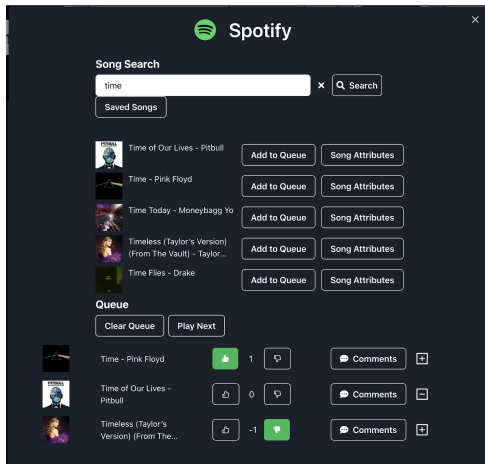 Spotify
Song Search
time
Search
Saved Songs
Time of Our Lives - Pitbull
Add to Queue
Song Attributes
Time - Pink Floyd
Add to Queue
Song Attributes
Time Today - Moneybagg Yo
Add to Queue
Song Attributes
Timeless (Taylor's Version)
(From The Vault) - Taylor...
Add to Queue
Song Attributes
Time Flies - Drake
Add to Queue
Song Attributes
Queue
Clear Queue
Play Next
Time - Pink Floyd
1
Comments
PITBULL
Time of Our Lives -
Pitbull
0
Comments
Timeless (Taylor's
Version) (From The...
-1
Comments